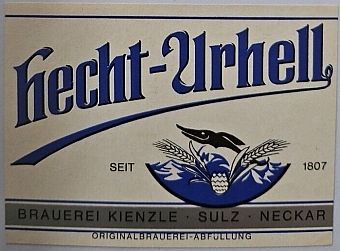 Hecht-Urhell
SEIT 1807
BRAUEREI KIENZLE · SULZ · NECKAR
ORIGINALBRAUEREI-ABFÜLLUNG